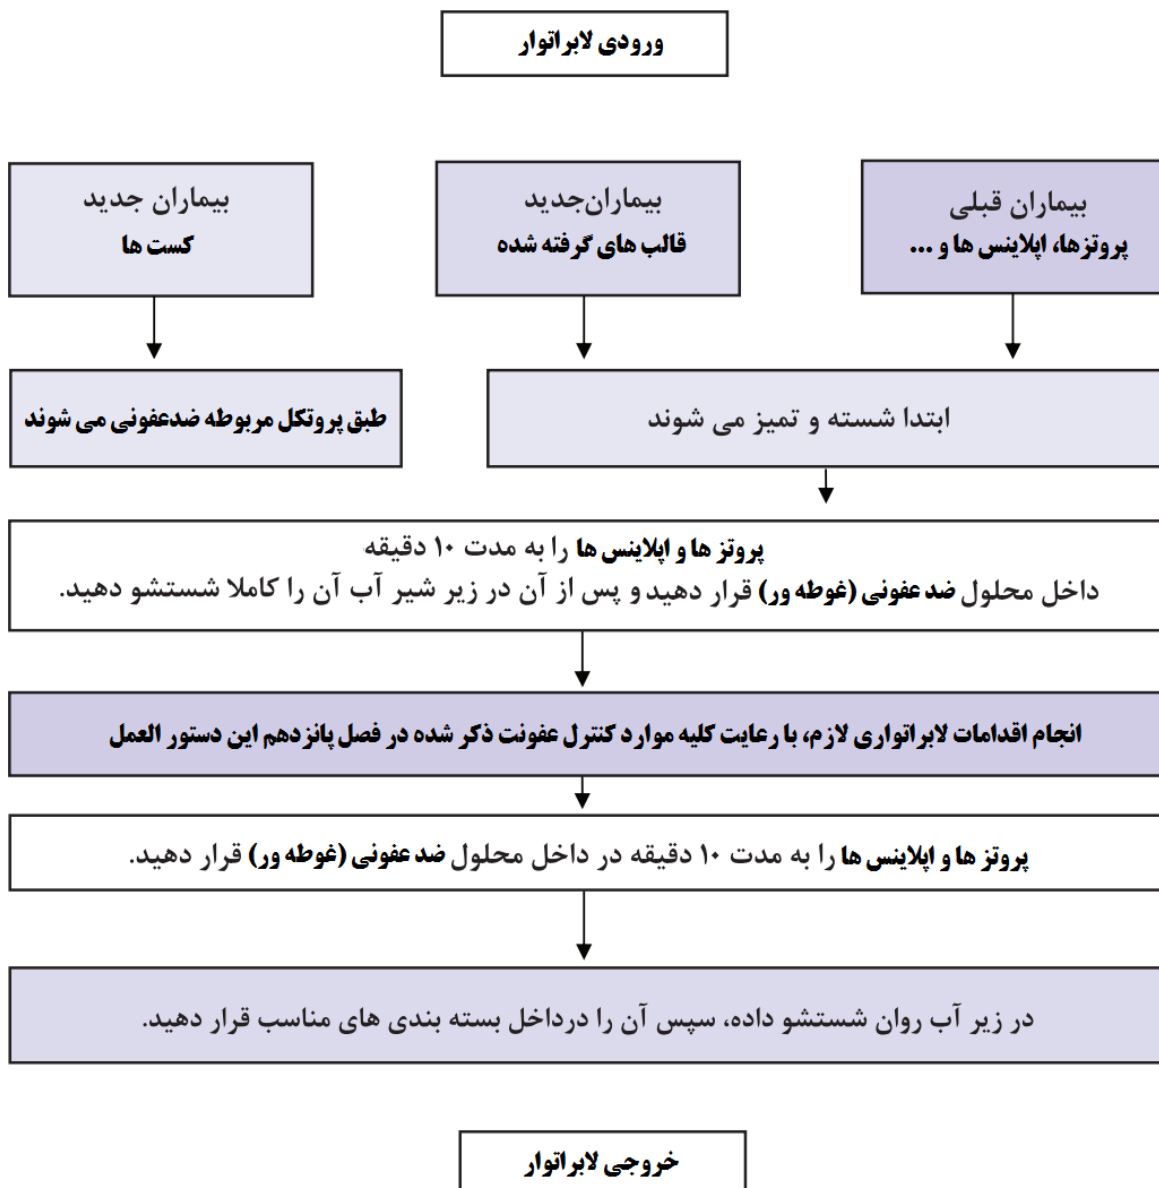 ورودی لابراتوار
بیماران قبلی
پروتزها، اپلاینس ها و ...
بیماران‌جدید
قالب های گرفته شده
بیماران جدید
کست ها
ابتدا شسته و تمیز می شوند
طبق پروتکل مربوطه ضدعفونی می شوند
پروتز ها و اپلاینس ها را به مدت ۱۰ دقیقه
داخل محلول ضد عفونی (غوطه ور) قرار دهید و پس از آن در زیر شیر آب آن را کاملا شستشو دهید.
انجام اقدامات لابراتواری لازم، با رعایت کلیه موارد کنترل عفونت ذکر شده در فصل پانزدهم این دستور العمل
پروتز ها و اپلاینس ها را به مدت ۱۰ دقیقه در داخل محلول ضد عفونی (غوطه ور) قرار دهید.
در زیر آب روان شستشو داده، سپس آن را درداخل بسته بندی های مناسب قرار دهید.
خروجی لابراتوار